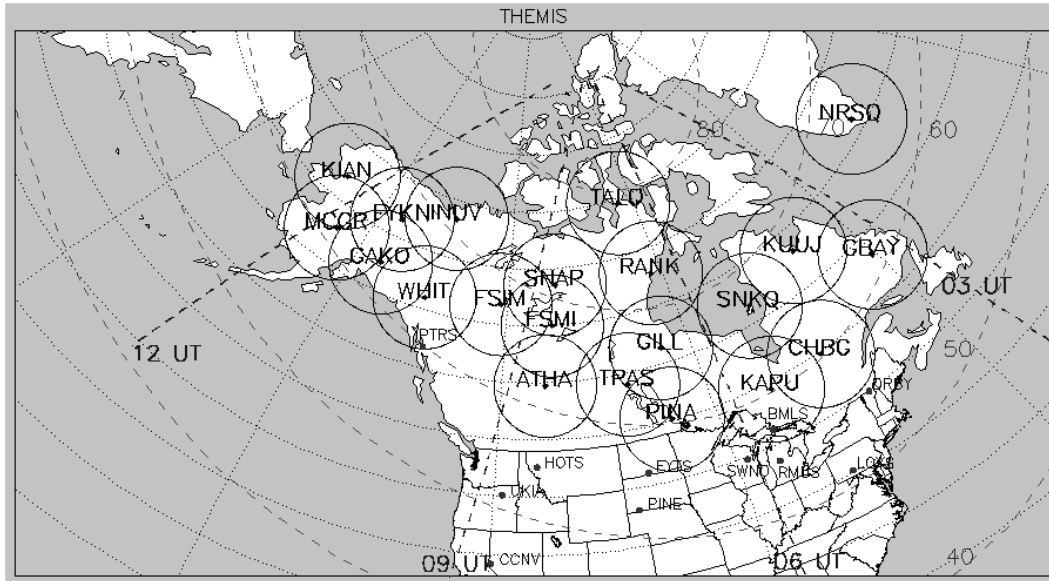 THEMIS
NRSQ
80
70
60
KIAN
TALO
MCGR
FYKN
INUV
GAKO
KUUJ
GBAY
RANK
SNAP
WHIT
FSIM
SNKQ
03 UT
FSMI
PTRS
GILL
CHBG
12 UT
50
ATHA
TPAS
KAPU
DRBY
PINA
BMLS
HOTS
SWNO
RMUS
LOYS
UKIA
PINE
09 UT
CCNV
06 UT
40